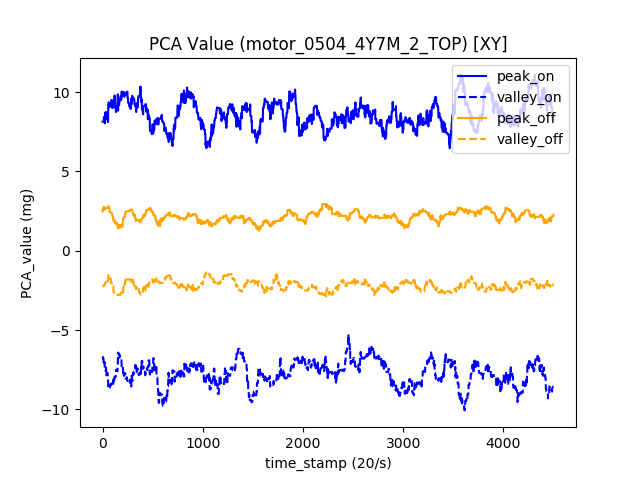 PCA Value (motor_0504_4Y7M_2_TOP) [XY]
peak_on
valley_on
peak_off
valley_off
PCA_value (mg)
10
5
0
−5
−10
0 1000 2000 3000 4000
time_stamp (20/s)